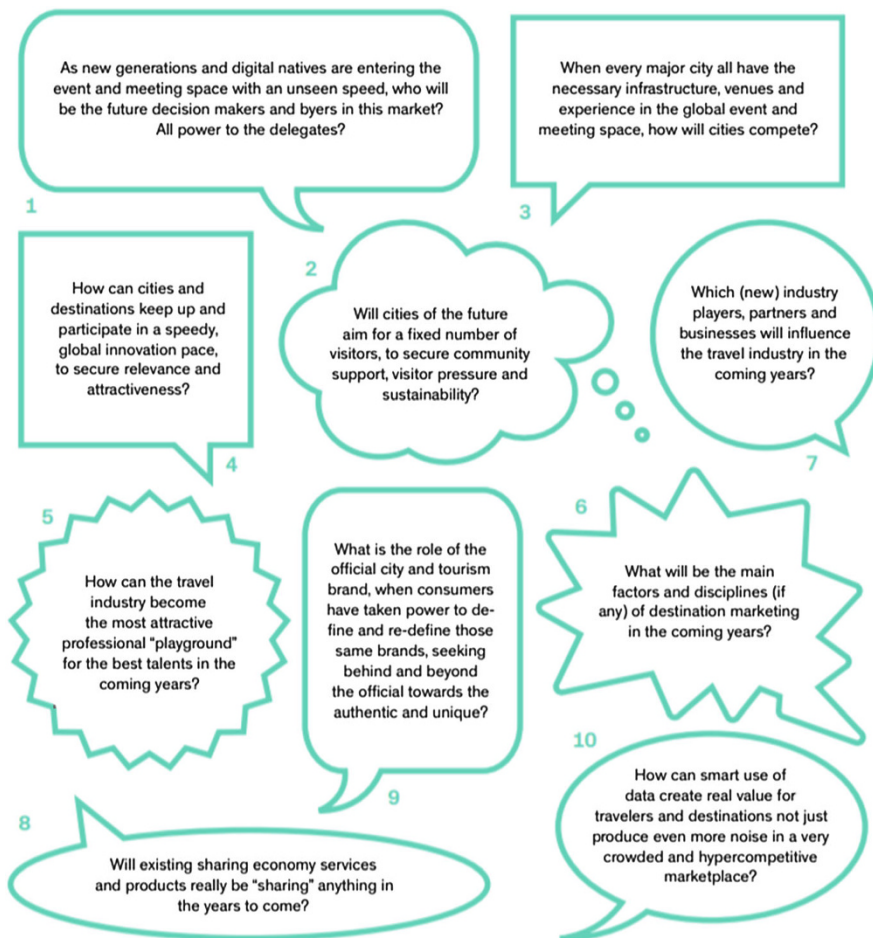 As new generations and digital natives are entering the
event and meeting space with an unseen speed, who will
be the future decision makers and byers in this market?
All power to the delegates?
1
2
Will cities of the future
aim for a fixed number of
visitors, to secure community
support, visitor pressure and
sustainability?
When every major city all have the
necessary infrastructure, venues and
experience in the global event and
meeting space, how will cities compete?
3
How can cities and
destinations keep up and
participate in a speedy,
global innovation pace,
to secure relevance and
attractiveness?
4
5
How can the travel
industry become
the most attractive
professional "playground"
for the best talents in the
coming years?
6
What will be the main
factors and disciplines (if
any) of destination marketing
in the coming years?
Which (new) industry
players, partners and
businesses will influence
the travel industry in the
coming years?
7
8
Will existing sharing economy services
and products really be "sharing" anything in
the years to come?
What is the role of the
official city and tourism
brand, when consumers
have taken power to de-
fine and re-define those
same brands, seeking
behind and beyond
the official towards the
authentic and unique?
9
10
How can smart use of
data create real value for
travelers and destinations not just
produce even more noise in a very
crowded and hypercompetitive
marketplace?